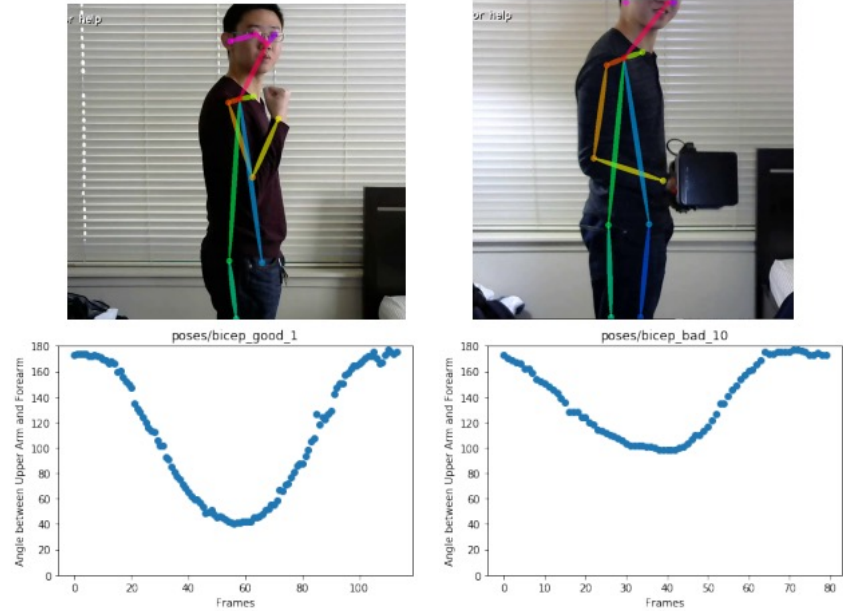 or help
or help
poses/bicep_good_1
Angle between Upper Arm and Forearm
180
160
140
120
100
80
60
40
20
0
0 20 40 60 80 100
Frames
poses/bicep_bad_10
Angle between Upper Arm and Forearm
180
160
140
120
100
80
60
40
20
0
0 10 20 30 40 50 60 70 80
Frames